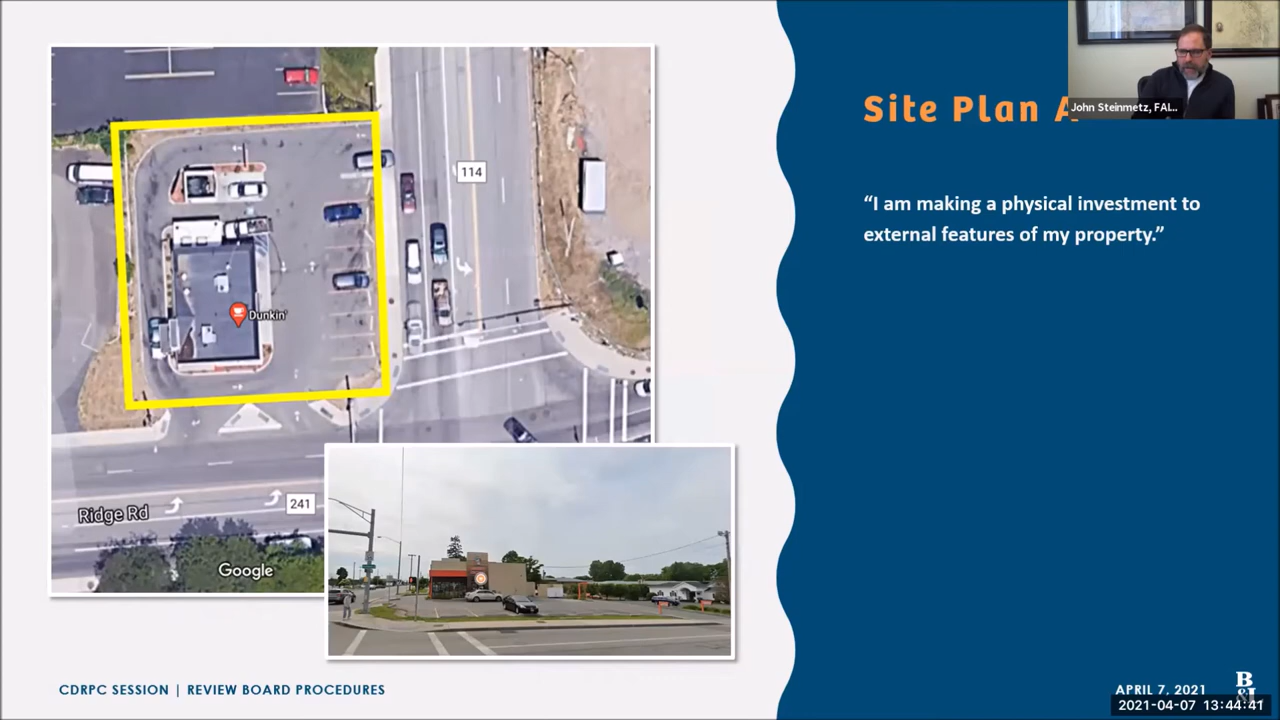 John Steinmetz, FAI...
Site Plan A
“I am making a physical investment to
external features of my property.”
114
Dunkin'
Ridge Rd
241
Google
CDRPC SESSION | REVIEW BOARD PROCEDURES
APRIL 7, 2021
B
&L
2021-04-07 13:44:41